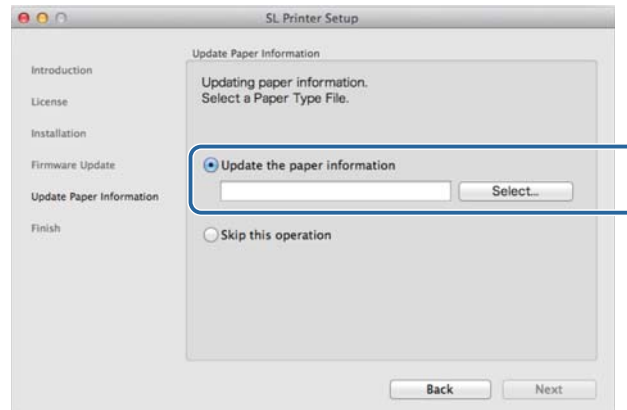 SL Printer Setup
Introduction
License
Installation
Firmware Update
Update Paper Information
Finish
Update Paper Information
Updating paper information.
Select a Paper Type File.
Update the paper information
Select...
Skip this operation
Back
Next